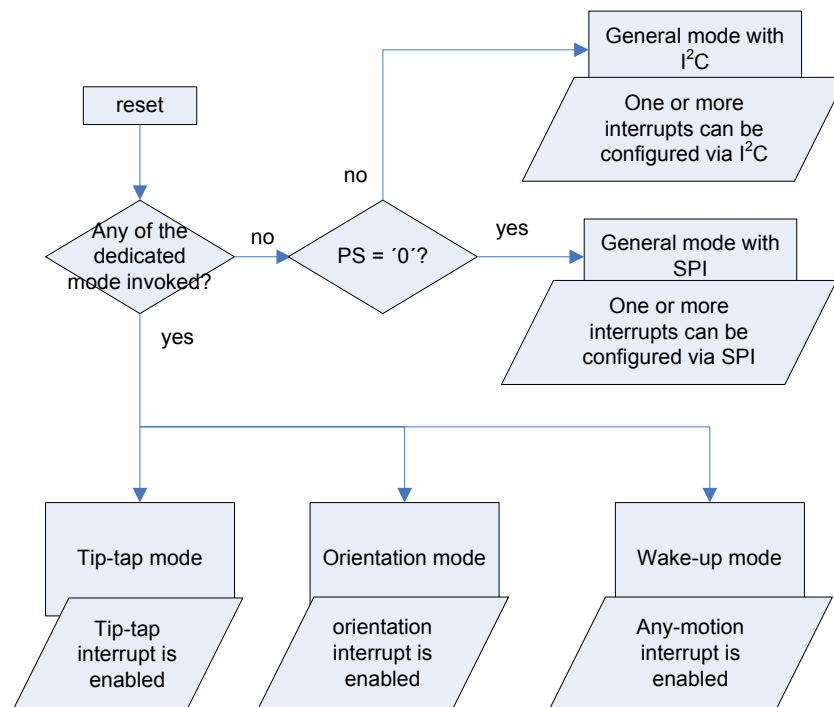 General mode with
I²C
reset
One or more
interrupts can be
configured via I²C
no
Any of the
dedicated
mode invoked?
no
PS = ´0´?
yes
General mode with
SPI
One or more
interrupts can be
configured via SPI
yes
Tip-tap mode
Orientation mode
Wake-up mode
Tip-tap
interrupt is
enabled
orientation
interrupt is
enabled
Any-motion
interrupt is
enabled